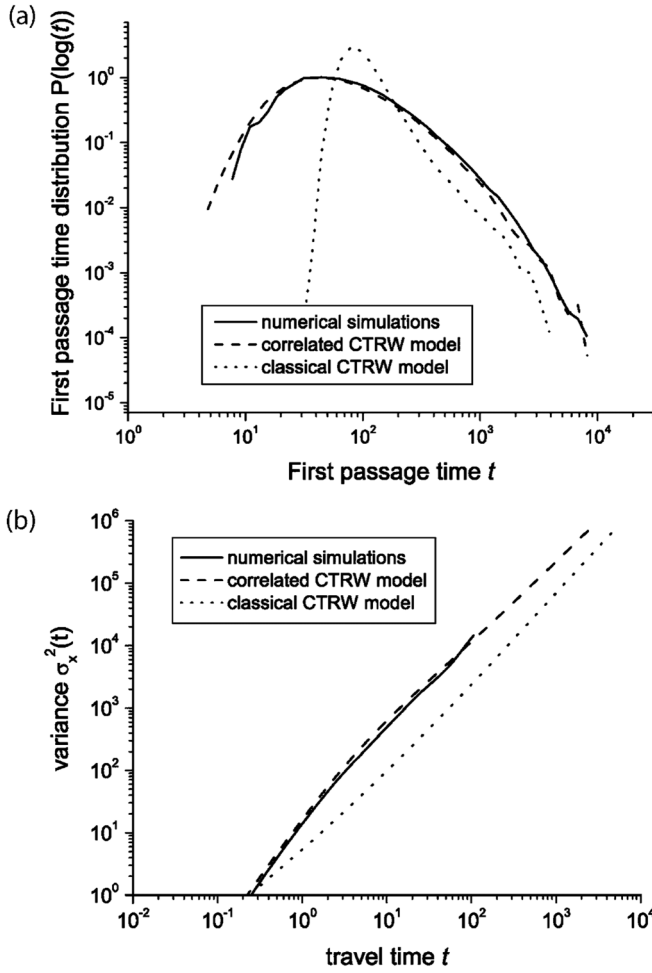 (a)
First passage time distribution P(log(t))
10^0
10^-1
10^-2
10^-3
10^-4
10^-5
numerical simulations
correlated CTRW model
classical CTRW model
10^0 10^1 10^2 10^3 10^4
First passage time t
(b)
variance σ_x^2(t)
10^6
10^5
10^4
10^3
10^2
10^1
10^0
numerical simulations
correlated CTRW model
classical CTRW model
10^-2 10^-1 10^0 10^1 10^2 10^3 10^4
travel time t